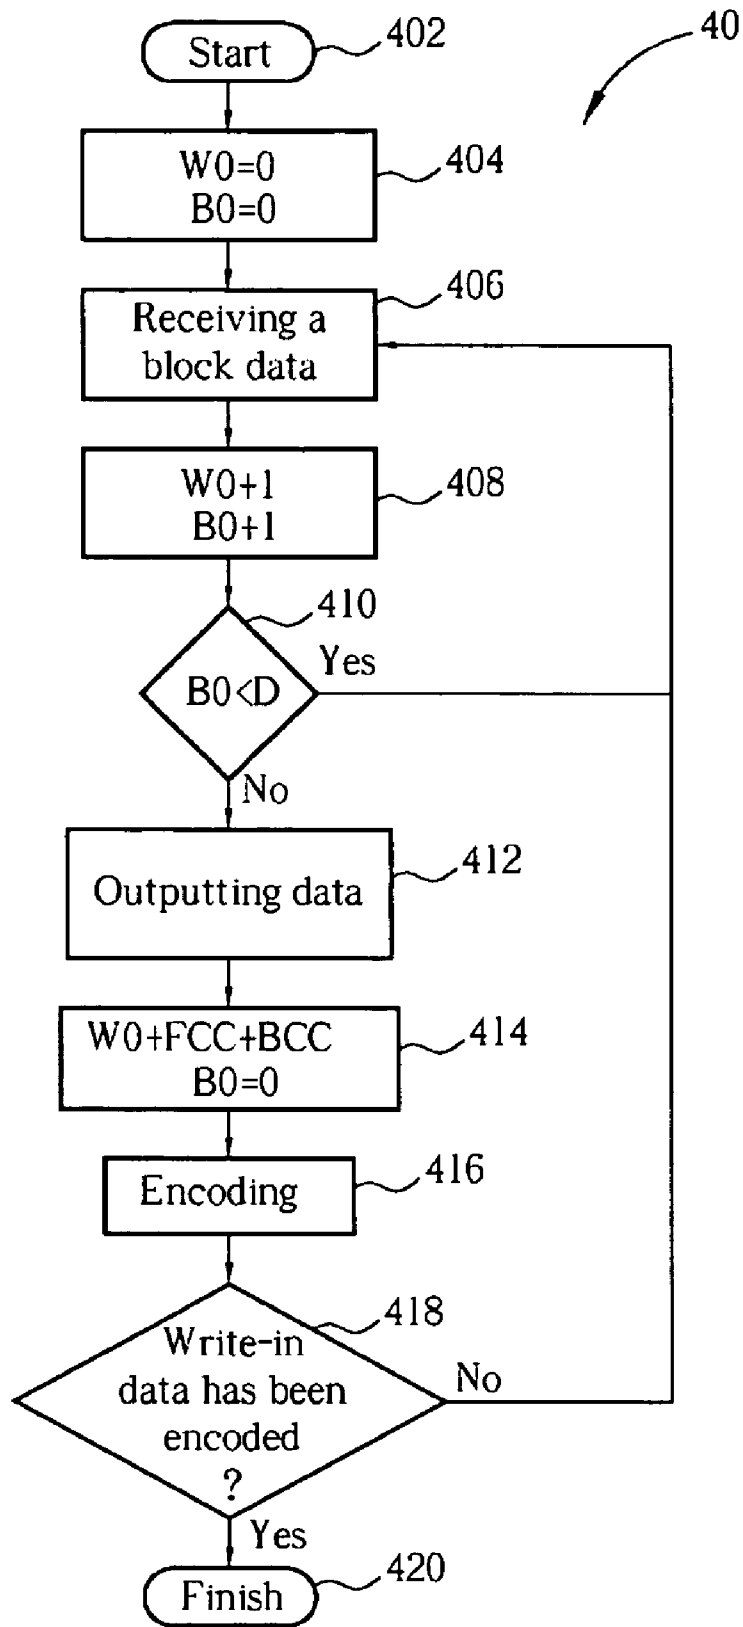 Start
402
40
W0=0
B0=0
404
406
Receiving a
block data
W0+1
B0+1
408
410
B0<D
Yes
No
412
Outputting data
W0+FCC+BCC
B0=0
414
Encoding
416
418
Write-in
data has been
encoded
?
No
Yes
Finish
420